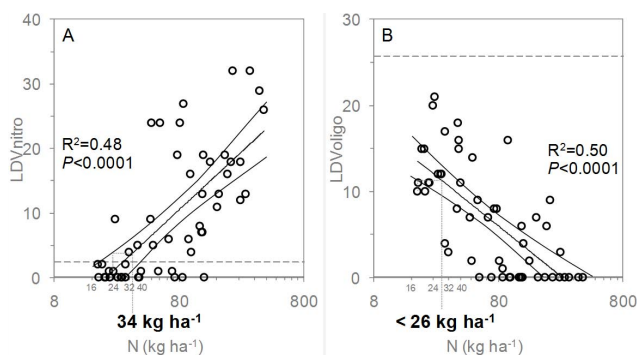 A
LDVnitro
40
30
20
10
0
R²=0.48
P<0.0001
8
16
24
32
40
80
800
34 kg ha⁻¹
N (kg ha⁻¹)
B
LDVoligo
30
20
10
0
R²=0.50
P<0.0001
8
16
24
32
40
80
800
< 26 kg ha⁻¹
N (kg ha⁻¹)